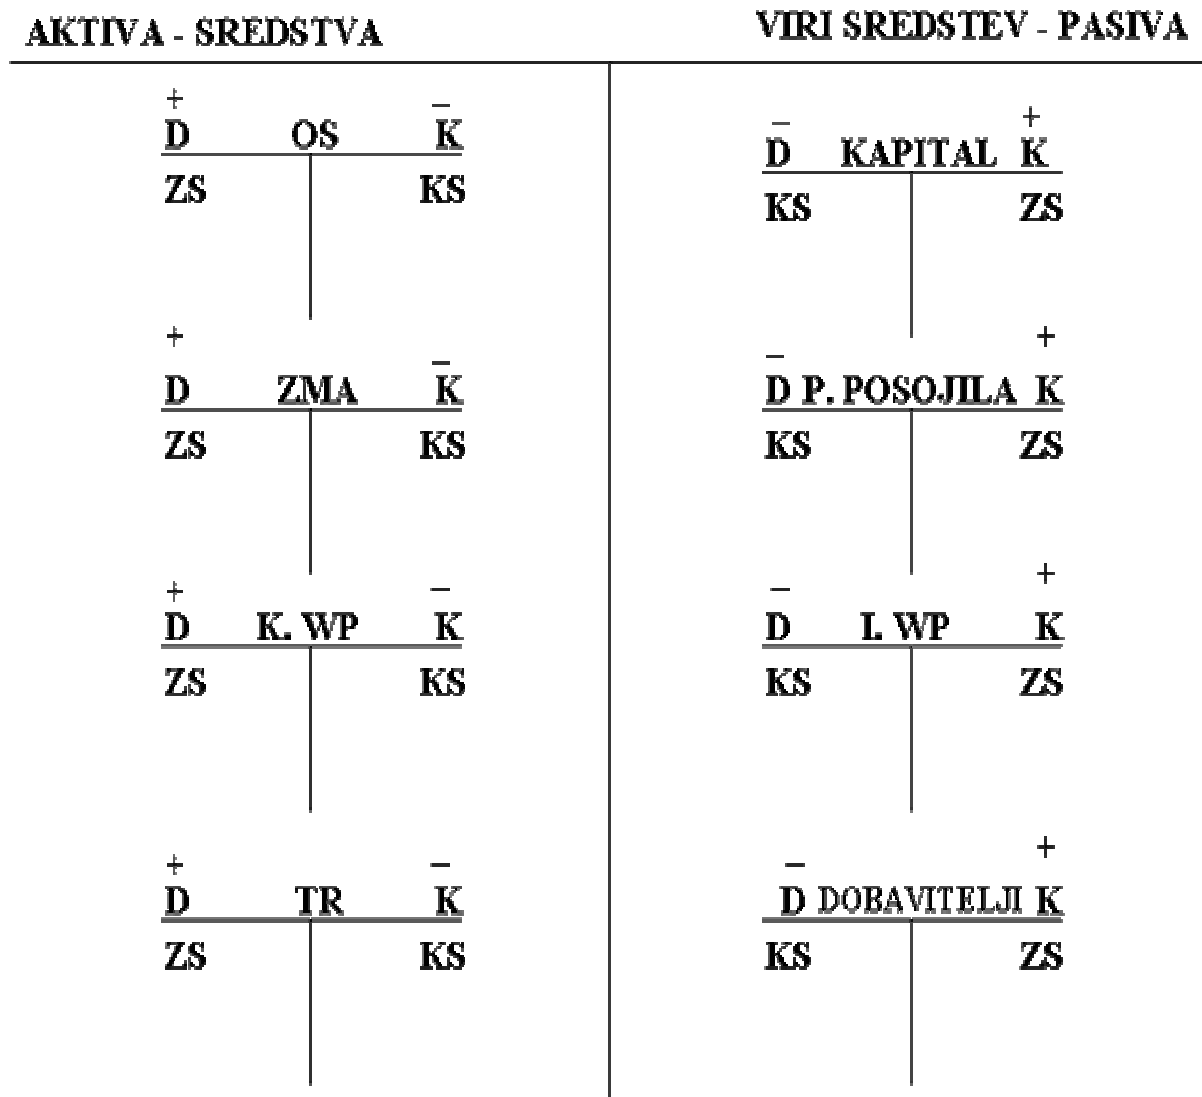 AKTIVA - SREDSTVA
+ –
D OS K
ZS KS
+ –
D ZMA K
ZS KS
+ –
D K. WP K
ZS KS
+ –
D TR K
ZS KS
VIRI SREDSTEV - PASIVA
– +
D KAPITAL K
KS ZS
– +
D P. POSOJILA K
KS ZS
– +
D I. WP K
KS ZS
– +
D DOBAVITELJI K
KS ZS